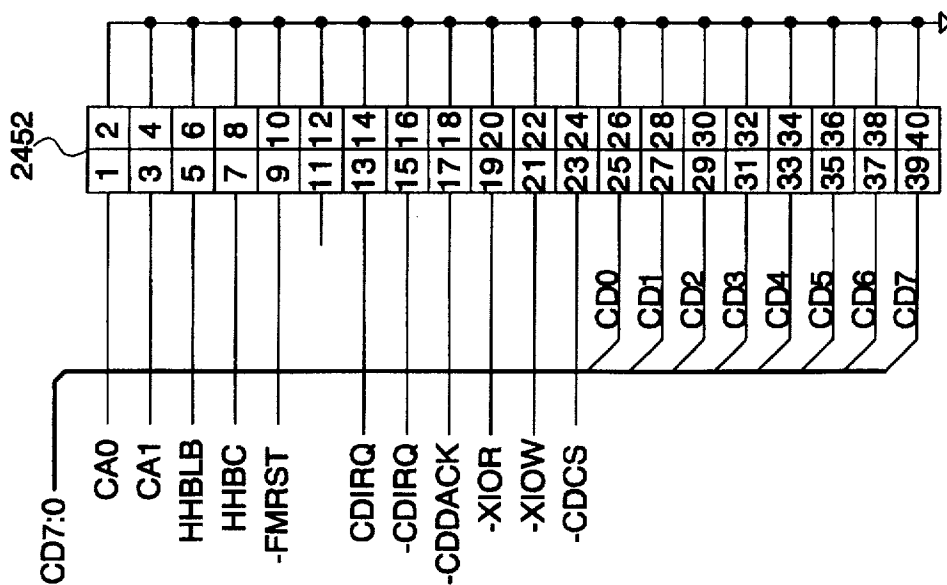 2452
2 4 6 8 10 12 14 16 18 20 22 24 26 28 30 32 34 36 38 40
1 3 5 7 9 11 13 15 17 19 21 23 25 27 29 31 33 35 37 39
CD0
CD1
CD2
CD3
CD4
CD5
CD6
CD7
CD7:0
CA0
CA1
HHBLB
HHBC
-FMRST
CDIRQ
-CDIRQ
-CDDACK
-XIOR
-XIOW
-CDCS